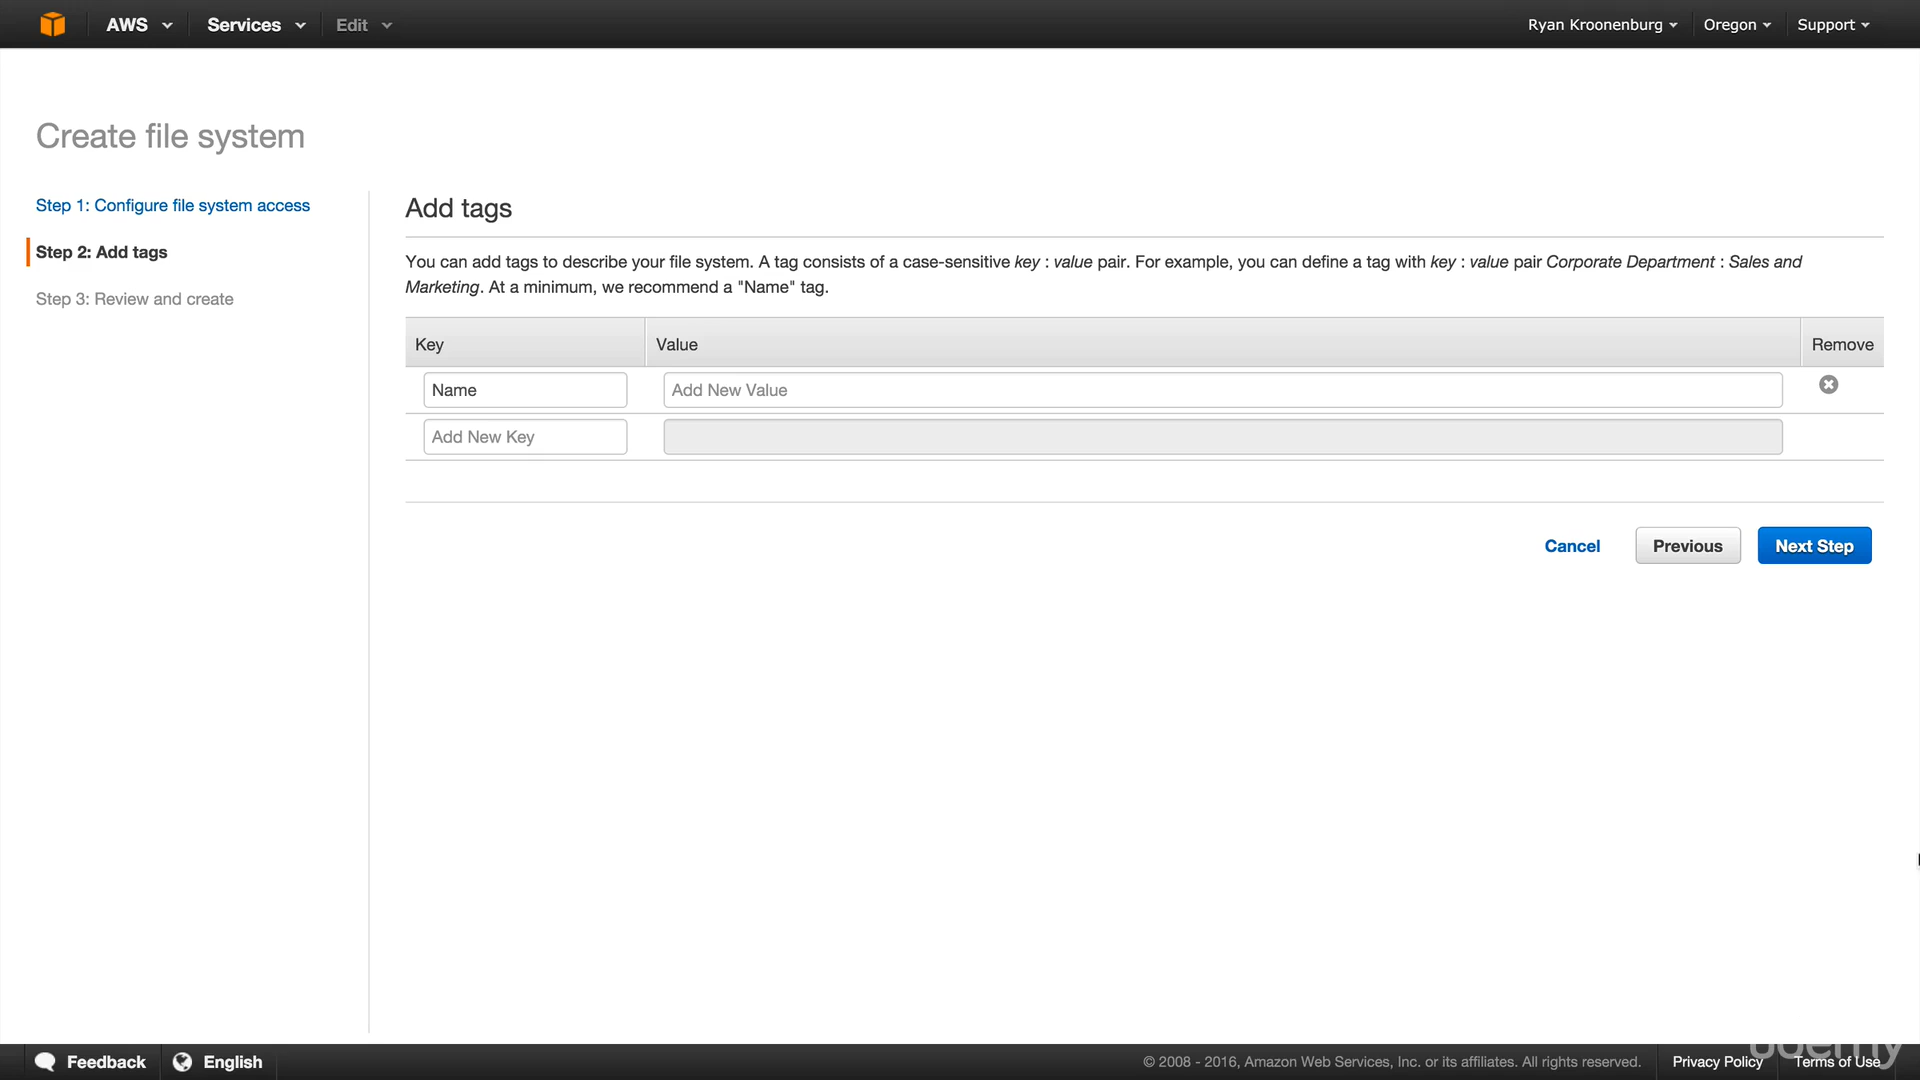 AWS Services Edit Ryan Kroonenburg Oregon Support
Create file system
Step 1: Configure file system access
Step 2: Add tags
Step 3: Review and create
Add tags
You can add tags to describe your file system. A tag consists of a case-sensitive key : value pair. For example, you can define a tag with key : value pair Corporate Department : Sales and
Marketing. At a minimum, we recommend a "Name" tag.
Key Value Remove
Name Add New Value
Add New Key
Cancel Previous Next Step
Feedback English © 2008 - 2016, Amazon Web Services, Inc. or its affiliates. All rights reserved. Privacy Policy Terms of Use
udemy